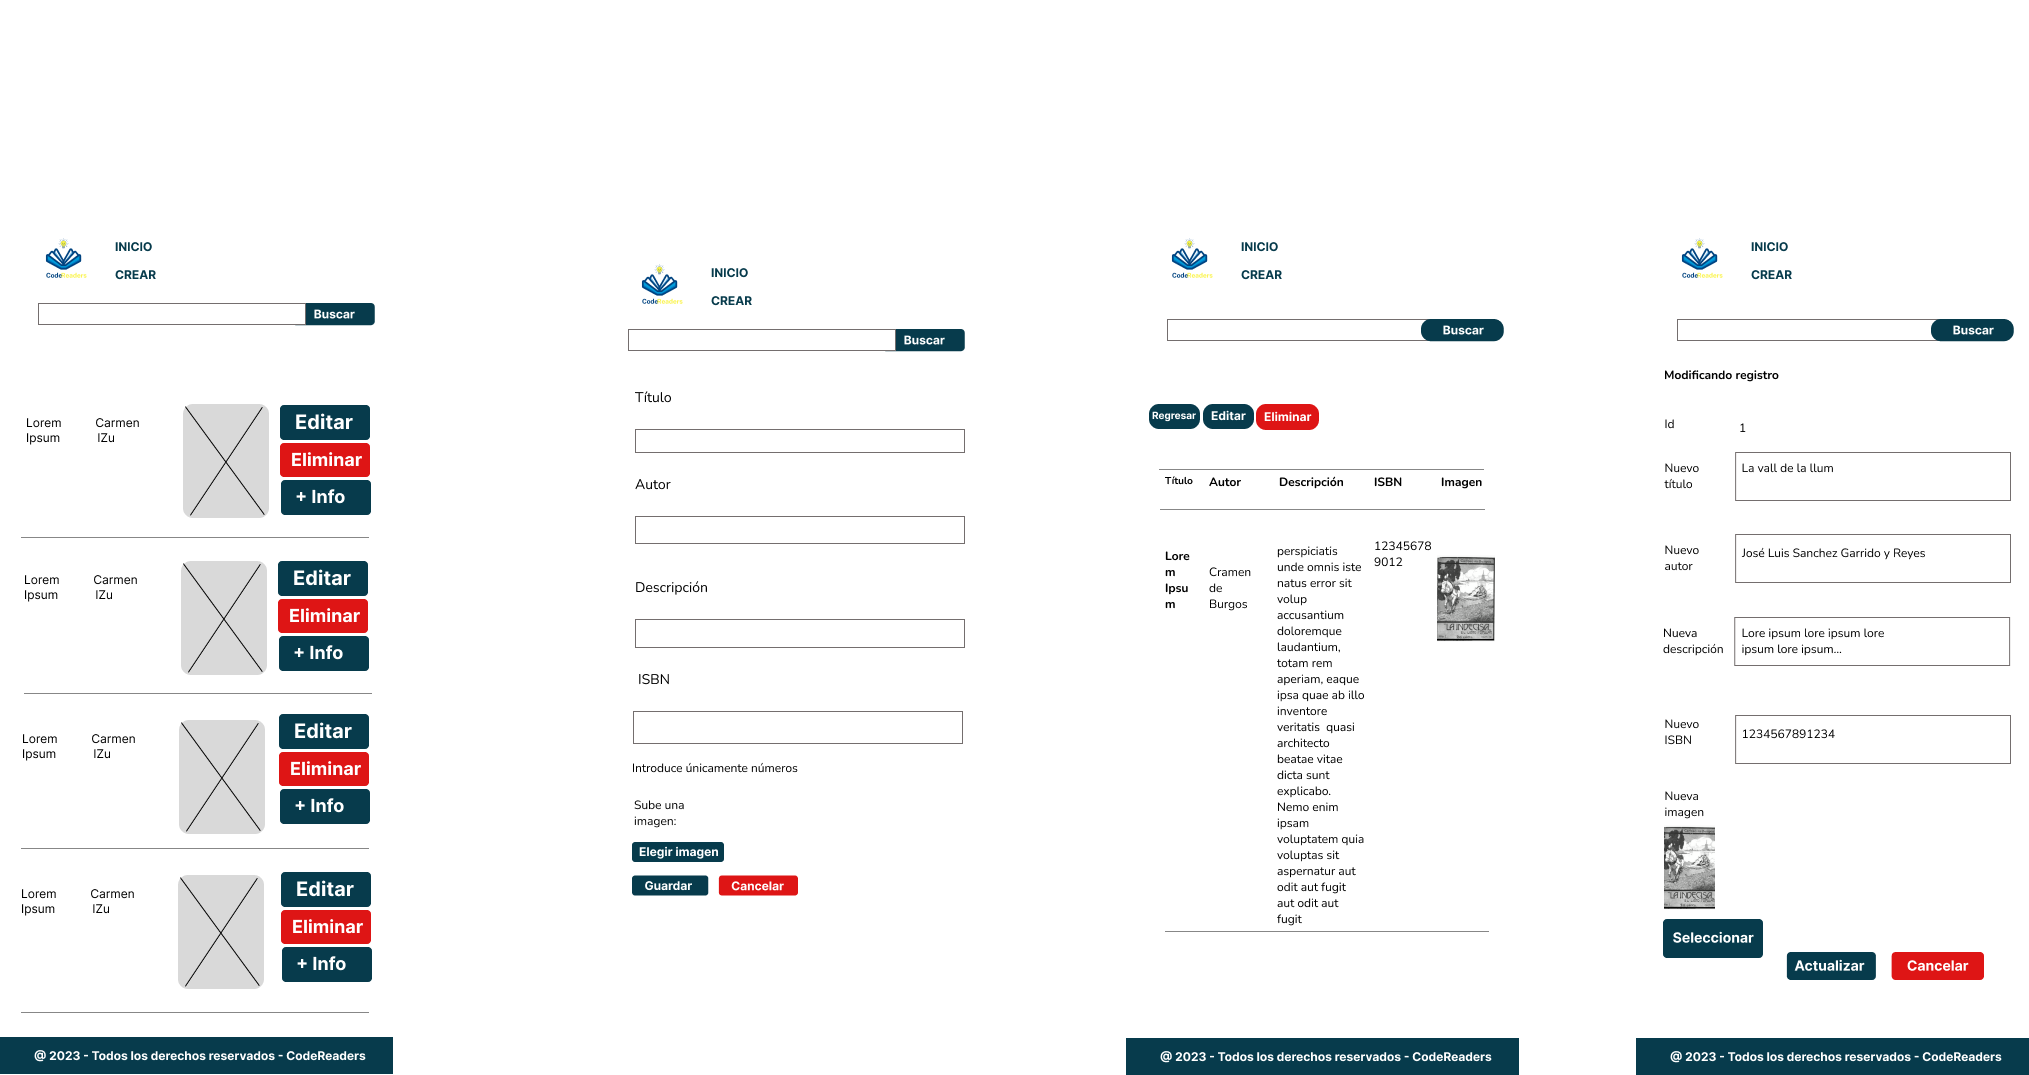 CodeReaders
INICIO
CREAR
Buscar
Lorem
Ipsum
Carmen
IZu
Editar
Eliminar
+ Info
Lorem
Ipsum
Carmen
IZu
Editar
Eliminar
+ Info
Lorem
Ipsum
Carmen
IZu
Editar
Eliminar
+ Info
Lorem
Ipsum
Carmen
IZu
Editar
Eliminar
+ Info
@ 2023 - Todos los derechos reservados - CodeReaders
CodeReaders
INICIO
CREAR
Buscar
Título
Autor
Descripción
ISBN
Introduce únicamente números
Sube una
imagen:
Elegir imagen
Guardar
Cancelar
CodeReaders
INICIO
CREAR
Buscar
Regresar
Editar
Eliminar
Título
Autor
Descripción
ISBN
Imagen
Lore
m
Ipsu
m
Cramen
de
Burgos
perspiciatis
unde omnis iste
natus error sit
volup
accusantium
doloremque
laudantium,
totam rem
aperiam, eaque
ipsa quae ab illo
inventore
veritatis quasi
architecto
beatae vitae
dicta sunt
explicabo.
Nemo enim
ipsam
voluptatem quia
voluptas sit
aspernatur aut
odit aut fugit
aut odit aut
fugit
12345678
9012
LA INDECISA
@ 2023 - Todos los derechos reservados - CodeReaders
CodeReaders
INICIO
CREAR
Buscar
Modificando registro
Id
1
Nuevo
título
La vall de la llum
Nuevo
autor
José Luis Sanchez Garrido y Reyes
Nueva
descripción
Lore ipsum lore ipsum lore
ipsum lore ipsum...
Nuevo
ISBN
1234567891234
Nueva
imagen
LA INDECISA
Seleccionar
Actualizar
Cancelar
@ 2023 - Todos los derechos reservados - CodeReaders